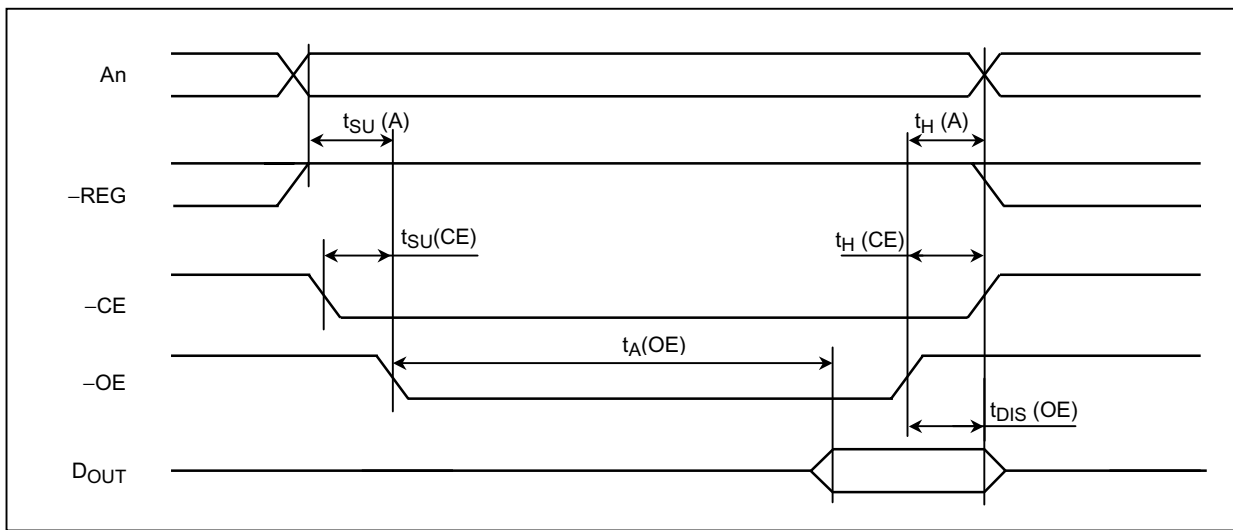 An
tSU (A)
tH (A)
–REG
tSU(CE)
tH (CE)
–CE
tA(OE)
–OE
tDIS (OE)
DOUT